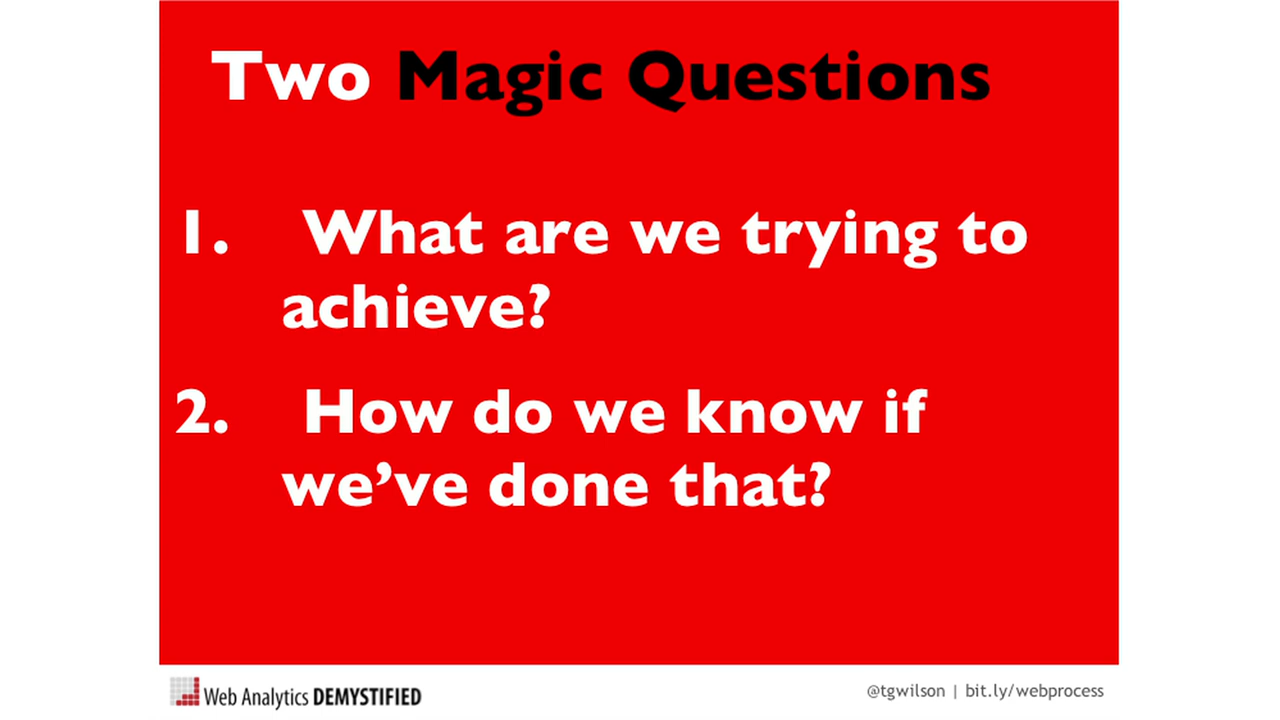 Two Magic Questions
1. What are we trying to
achieve?
2. How do we know if
we’ve done that?
Web Analytics DEMYSTIFIED
@tgwilson | bit.ly/webprocess